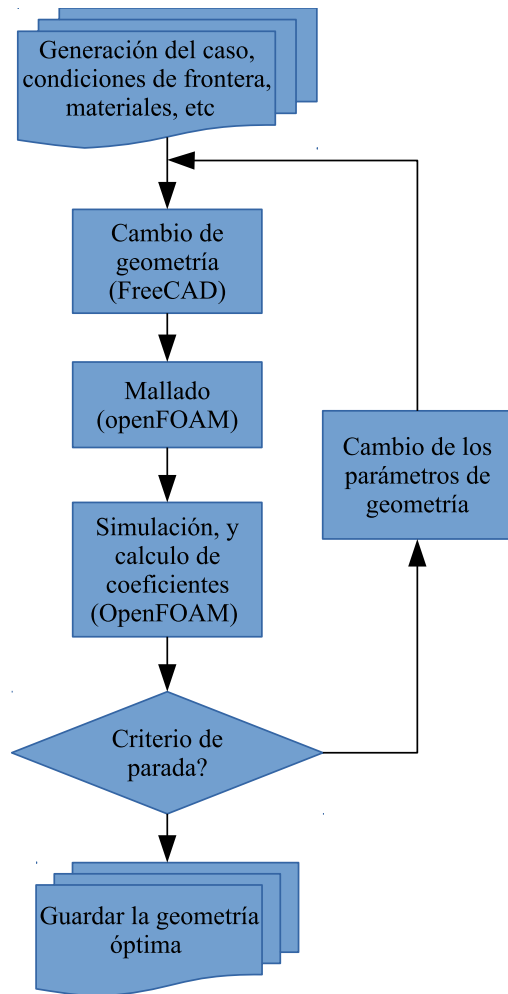 Generación del caso,
condiciones de frontera,
materiales, etc
Cambio de
geometría
(FreeCAD)
Mallado
(openFOAM)
Cambio de los
parámetros de
geometría
Simulación, y
calculo de
coeficientes
(OpenFOAM)
Criterio de
parada?
Guardar la geometría
óptima